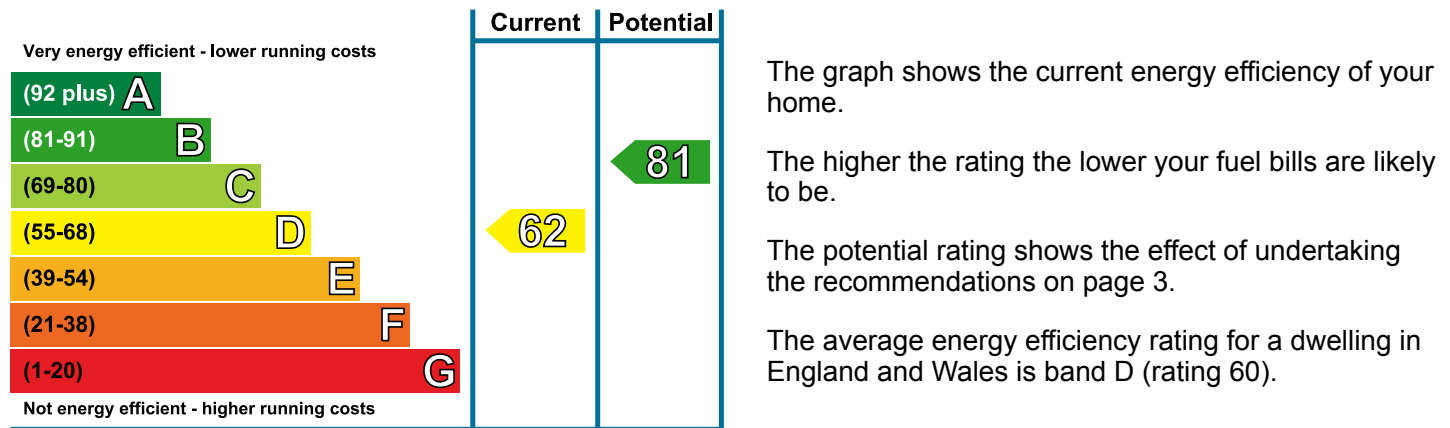 Current Potential
Very energy efficient - lower running costs
(92 plus) A
(81-91) B
81
(69-80) C
(55-68) D
62
(39-54) E
(21-38) F
(1-20) G
Not energy efficient - higher running costs
The graph shows the current energy efficiency of your
home.
The higher the rating the lower your fuel bills are likely
to be.
The potential rating shows the effect of undertaking
the recommendations on page 3.
The average energy efficiency rating for a dwelling in
England and Wales is band D (rating 60).